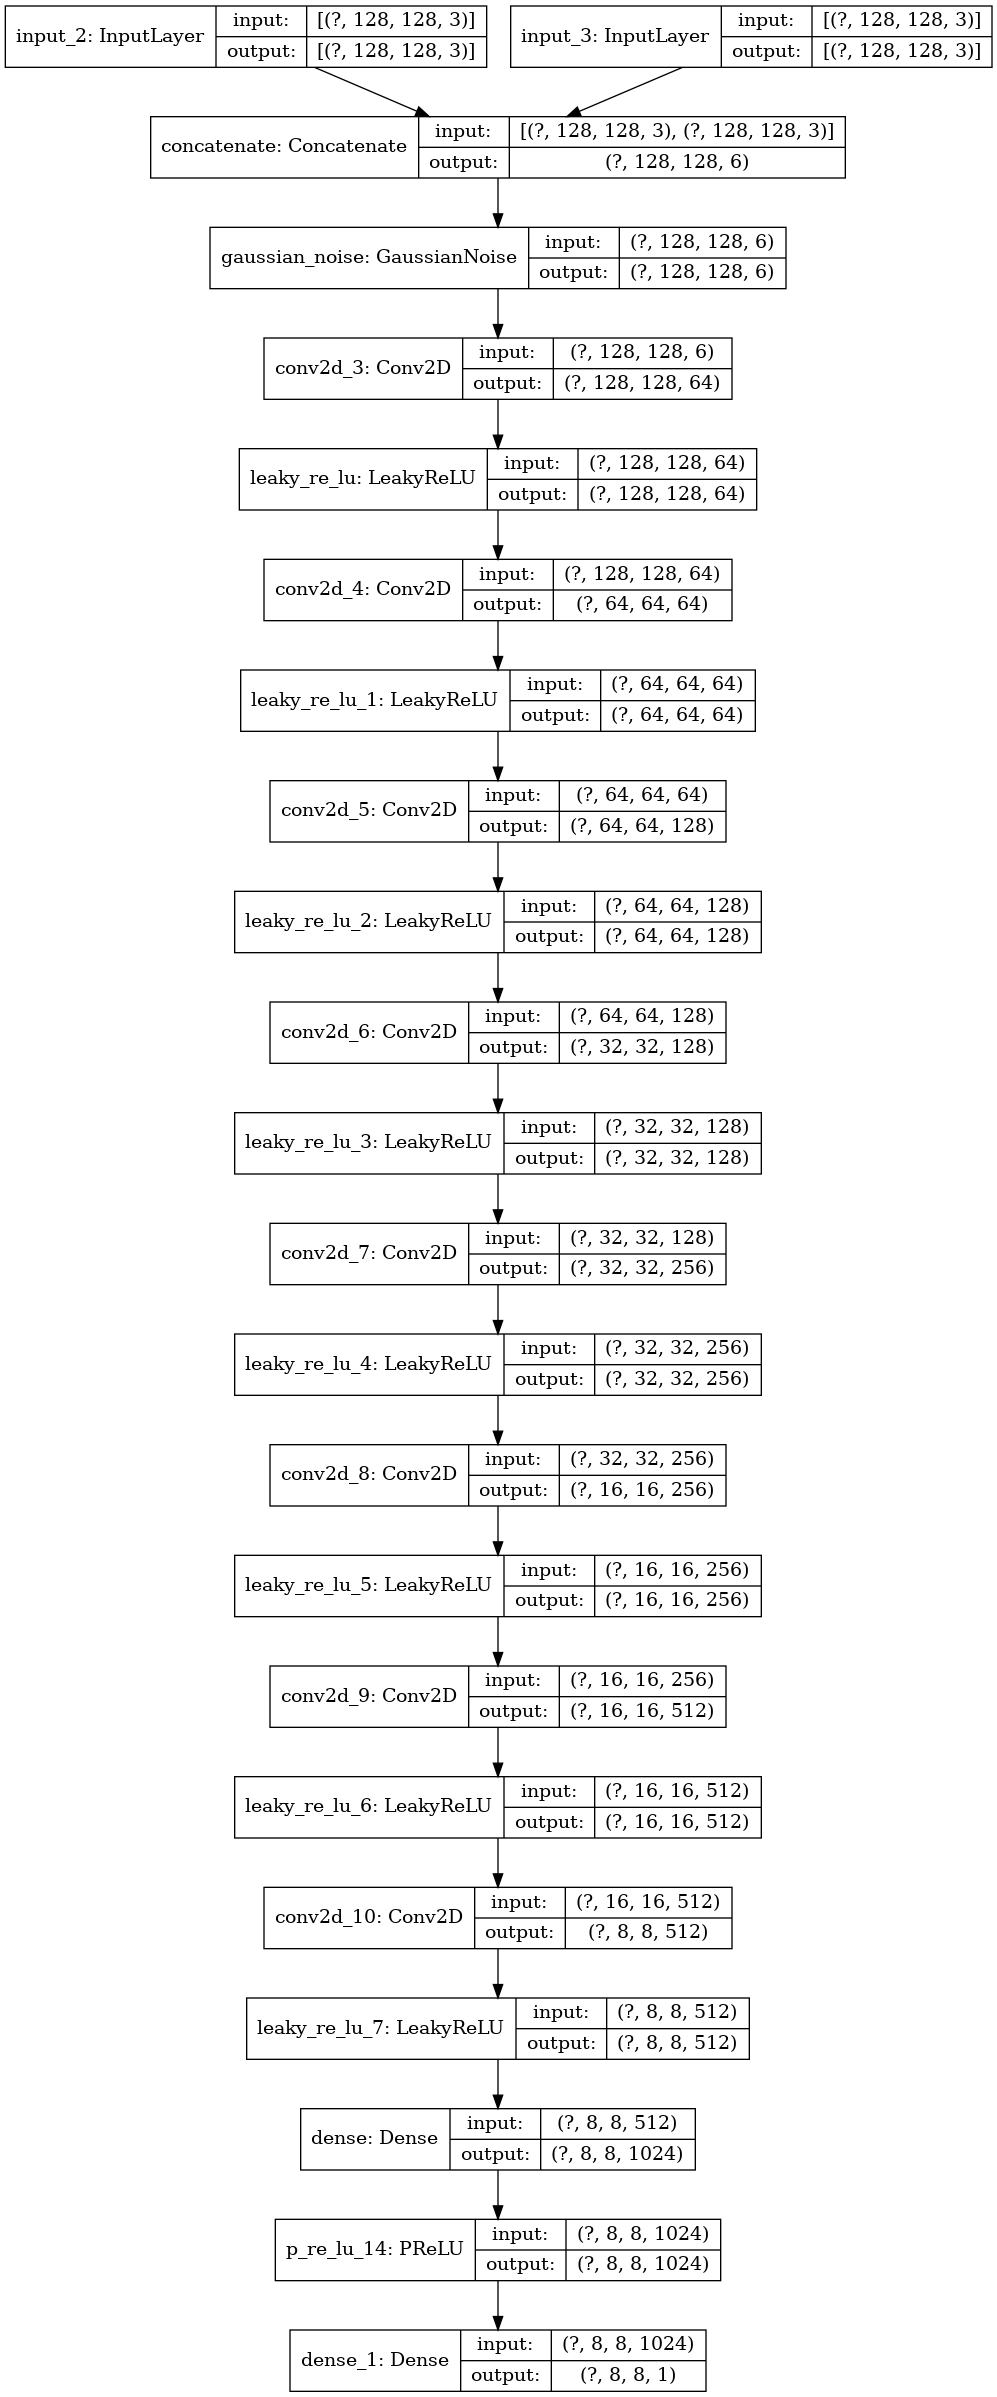 input_2: InputLayer
input: [(?, 128, 128, 3)]
output: [(?, 128, 128, 3)]
input_3: InputLayer
input: [(?, 128, 128, 3)]
output: [(?, 128, 128, 3)]
concatenate: Concatenate
input: [(?, 128, 128, 3), (?, 128, 128, 3)]
output: (?, 128, 128, 6)
gaussian_noise: GaussianNoise
input: (?, 128, 128, 6)
output: (?, 128, 128, 6)
conv2d_3: Conv2D
input: (?, 128, 128, 6)
output: (?, 128, 128, 64)
leaky_re_lu: LeakyReLU
input: (?, 128, 128, 64)
output: (?, 128, 128, 64)
conv2d_4: Conv2D
input: (?, 128, 128, 64)
output: (?, 64, 64, 64)
leaky_re_lu_1: LeakyReLU
input: (?, 64, 64, 64)
output: (?, 64, 64, 64)
conv2d_5: Conv2D
input: (?, 64, 64, 64)
output: (?, 64, 64, 128)
leaky_re_lu_2: LeakyReLU
input: (?, 64, 64, 128)
output: (?, 64, 64, 128)
conv2d_6: Conv2D
input: (?, 64, 64, 128)
output: (?, 32, 32, 128)
leaky_re_lu_3: LeakyReLU
input: (?, 32, 32, 128)
output: (?, 32, 32, 128)
conv2d_7: Conv2D
input: (?, 32, 32, 128)
output: (?, 32, 32, 256)
leaky_re_lu_4: LeakyReLU
input: (?, 32, 32, 256)
output: (?, 32, 32, 256)
conv2d_8: Conv2D
input: (?, 32, 32, 256)
output: (?, 16, 16, 256)
leaky_re_lu_5: LeakyReLU
input: (?, 16, 16, 256)
output: (?, 16, 16, 256)
conv2d_9: Conv2D
input: (?, 16, 16, 256)
output: (?, 16, 16, 512)
leaky_re_lu_6: LeakyReLU
input: (?, 16, 16, 512)
output: (?, 16, 16, 512)
conv2d_10: Conv2D
input: (?, 16, 16, 512)
output: (?, 8, 8, 512)
leaky_re_lu_7: LeakyReLU
input: (?, 8, 8, 512)
output: (?, 8, 8, 512)
dense: Dense
input: (?, 8, 8, 512)
output: (?, 8, 8, 1024)
p_re_lu_14: PReLU
input: (?, 8, 8, 1024)
output: (?, 8, 8, 1024)
dense_1: Dense
input: (?, 8, 8, 1024)
output: (?, 8, 8, 1)